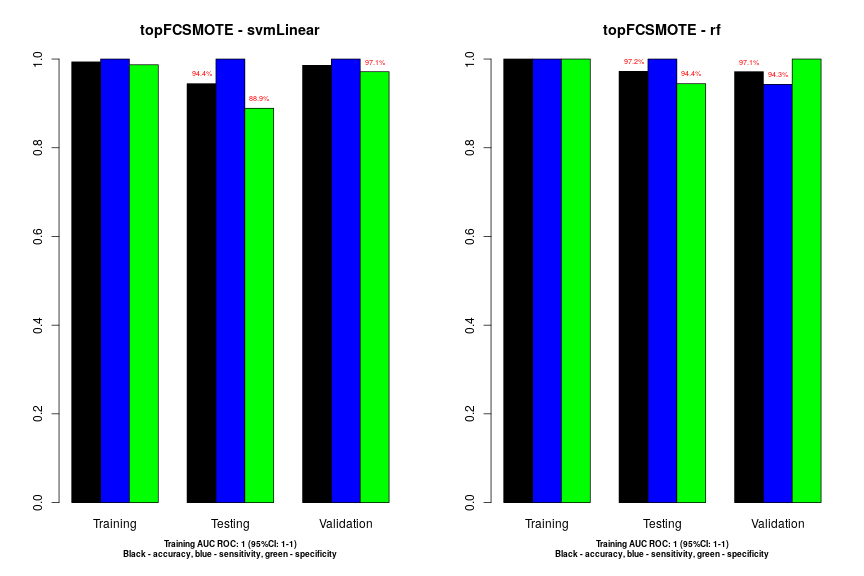 topFCSMOTE - svmLinear
1.0
0.8
0.6
0.4
0.2
0.0
94.4%
88.9%
97.1%
Training
Testing
Validation
Training AUC ROC: 1 (95%CI: 1-1)
Black - accuracy, blue - sensitivity, green - specificity
topFCSMOTE - rf
1.0
0.8
0.6
0.4
0.2
0.0
97.2%
94.4%
97.1%
94.3%
Training
Testing
Validation
Training AUC ROC: 1 (95%CI: 1-1)
Black - accuracy, blue - sensitivity, green - specificity